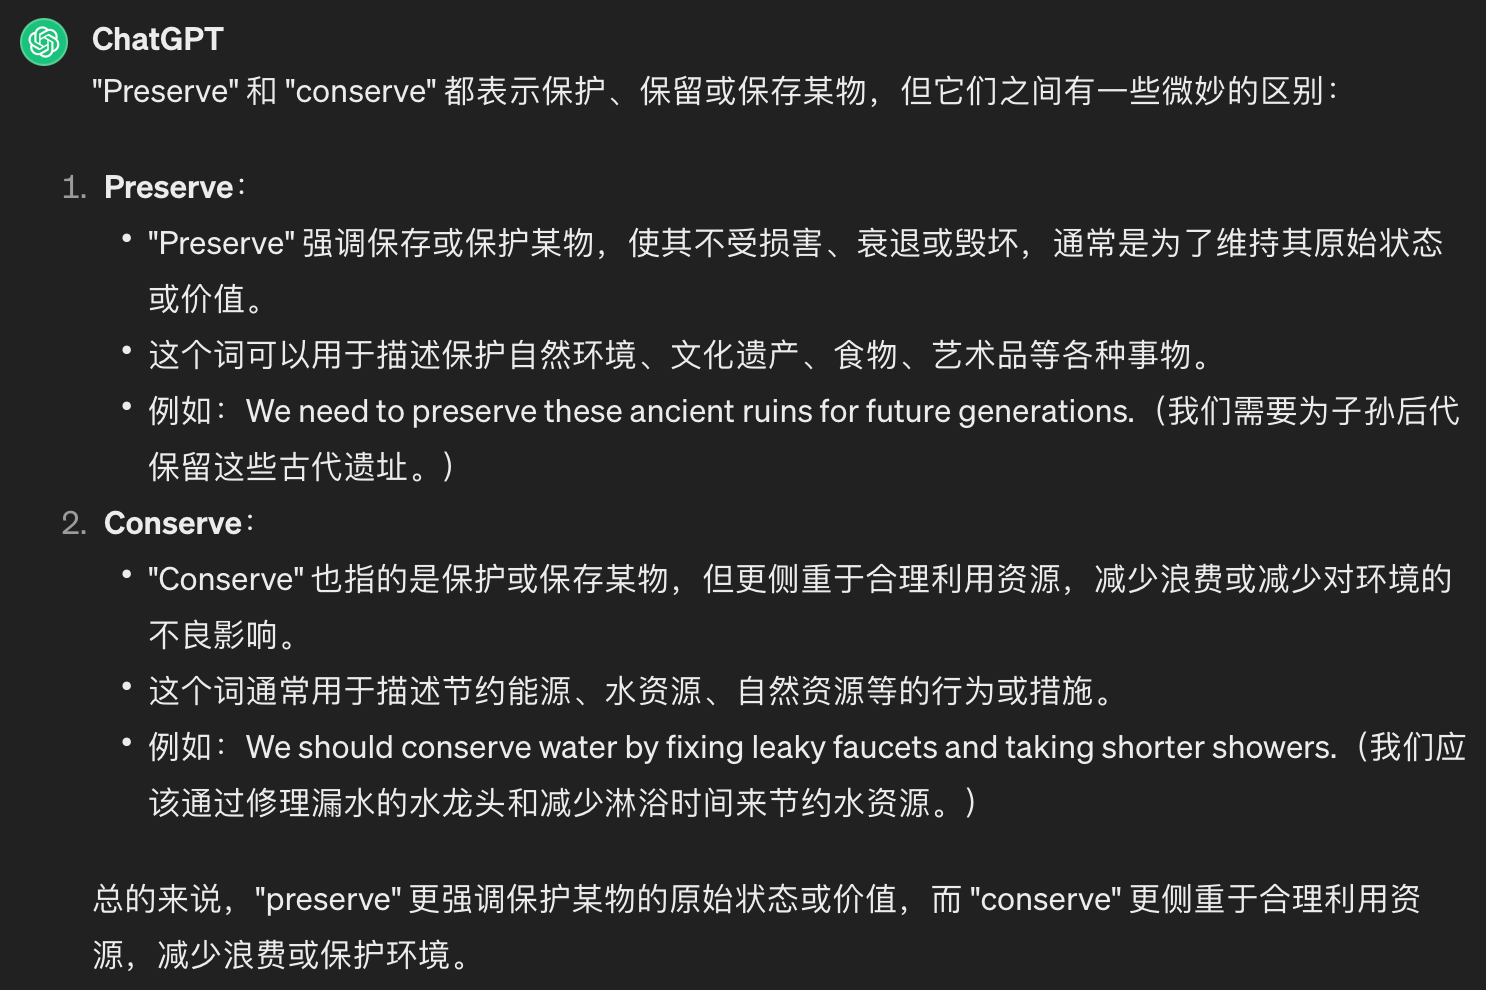 ChatGPT
"Preserve" 和 "conserve" 都表示保护、保留或保存某物，但它们之间有一些微妙的区别：
1. Preserve：
• "Preserve" 强调保存或保护某物，使其不受损害、衰退或毁坏，通常是为了维持其原始状态
或价值。
• 这个词可以用于描述保护自然环境、文化遗产、食物、艺术品等各种事物。
• 例如：We need to preserve these ancient ruins for future generations.（我们需要为子孙后代
保留这些古代遗址。）
2. Conserve：
• "Conserve" 也指的是保护或保存某物，但更侧重于合理利用资源，减少浪费或减少对环境的
不良影响。
• 这个词通常用于描述节约能源、水资源、自然资源等的行为或措施。
• 例如：We should conserve water by fixing leaky faucets and taking shorter showers.（我们应
该通过修理漏水的水龙头和减少淋浴时间来节约水资源。）
总的来说，"preserve" 更强调保护某物的原始状态或价值，而 "conserve" 更侧重于合理利用资
源，减少浪费或保护环境。